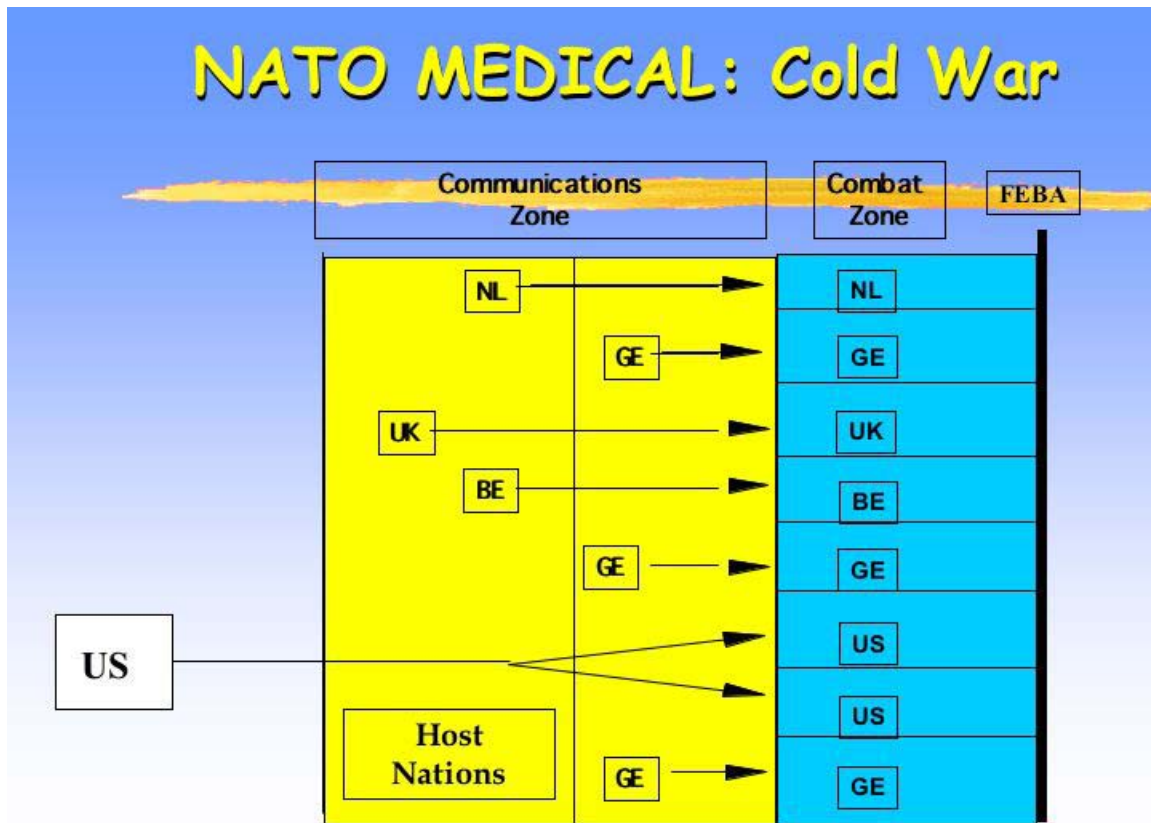 NATO MEDICAL: Cold War
Communications
Zone
Combat
Zone
FEBA
NL
NL
GE
GE
UK
UK
BE
BE
GE
GE
US
US
US
Host
Nations
GE
GE